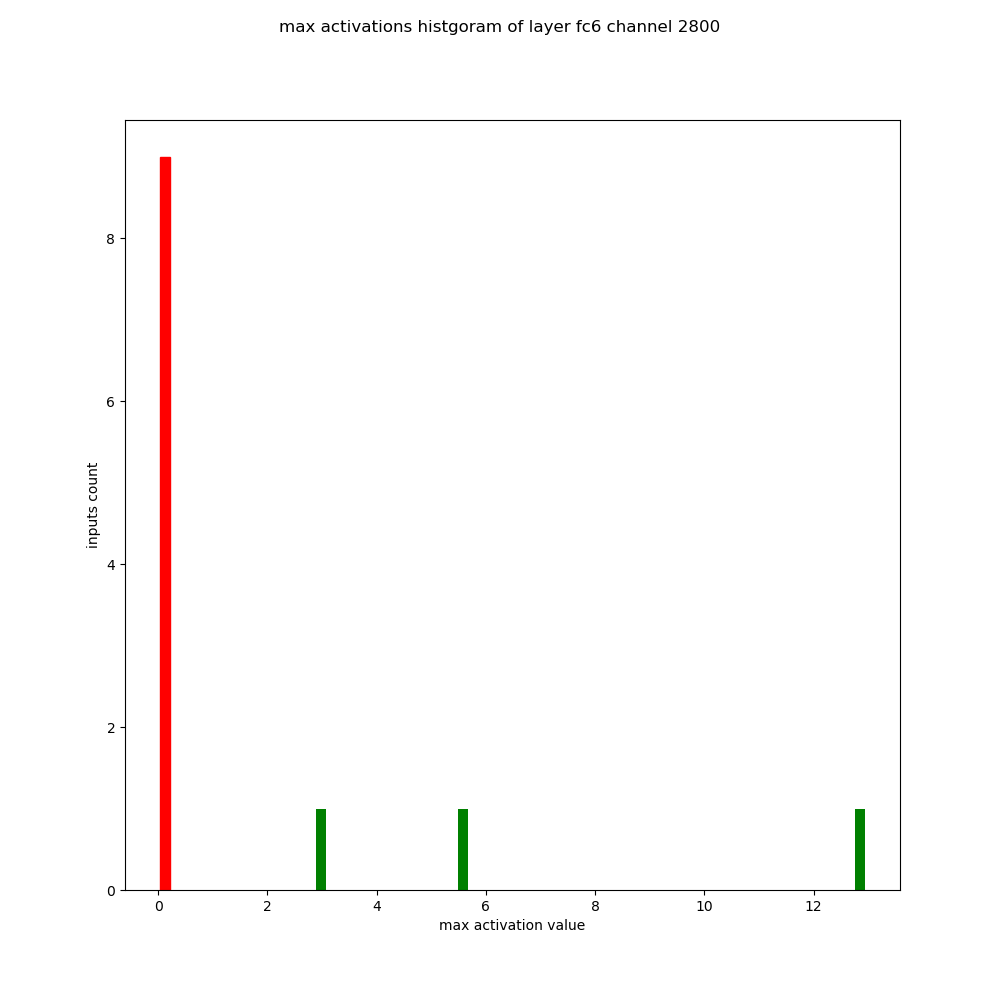 max activations histgoram of layer fc6 channel 2800
8
6
4
2
0
inputs count
0 2 4 6 8 10 12
max activation value